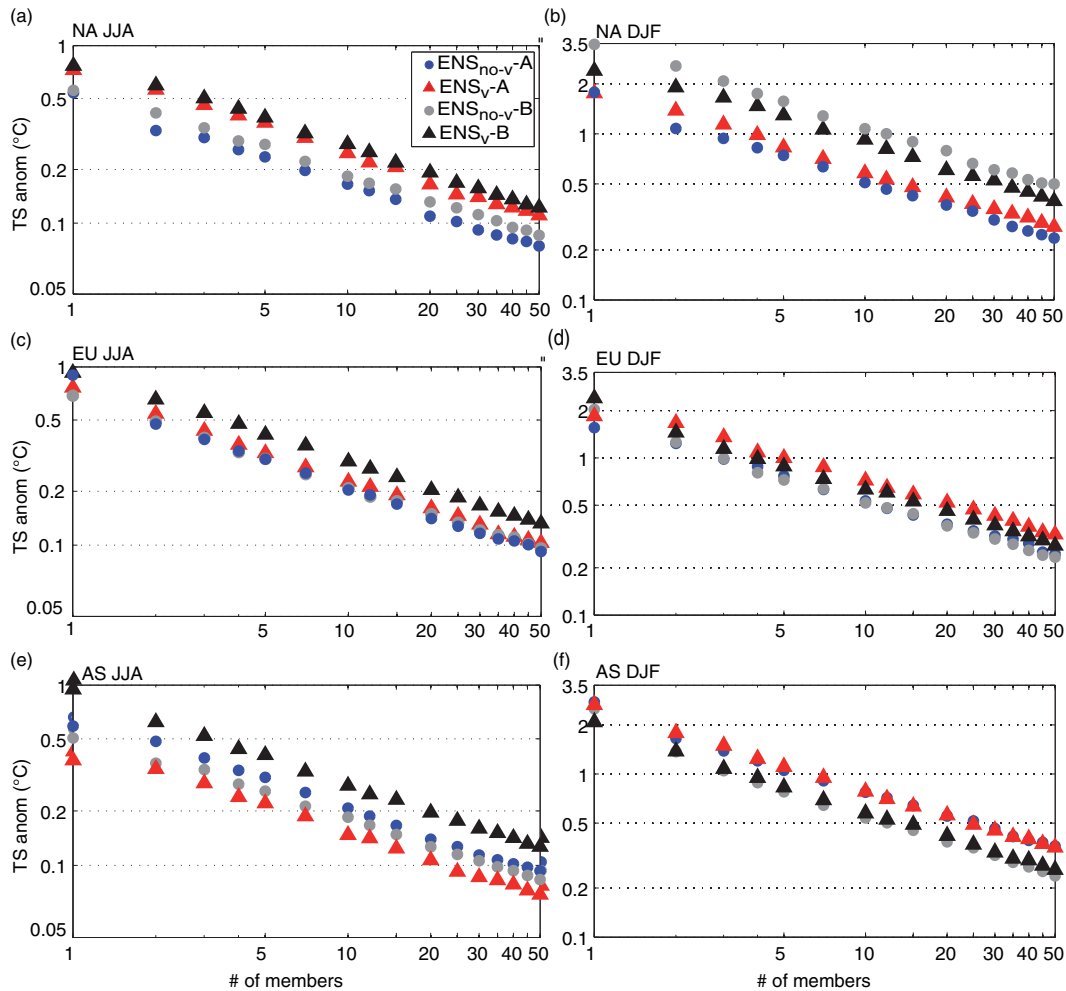 (a) NA JJA
TS anom (°C)
1
0.5
0.2
0.1
0.05
1 5 10 20 30 40 50
"
ENSno-v-A
ENSv-A
ENSno-v-B
ENSv-B
(b) NA DJF
3.5
2
1
0.5
0.2
0.1
1 5 10 20 30 40 50
(c) EU JJA
TS anom (°C)
1
0.5
0.2
0.1
0.05
1 5 10 20 30 40 50
"
(d) EU DJF
3.5
2
1
0.5
0.2
0.1
1 5 10 20 30 40 50
(e) AS JJA
TS anom (°C)
1
0.5
0.2
0.1
0.05
1 5 10 20 30 40 50
# of members
(f) AS DJF
3.5
2
1
0.5
0.2
0.1
1 5 10 20 30 40 50
# of members